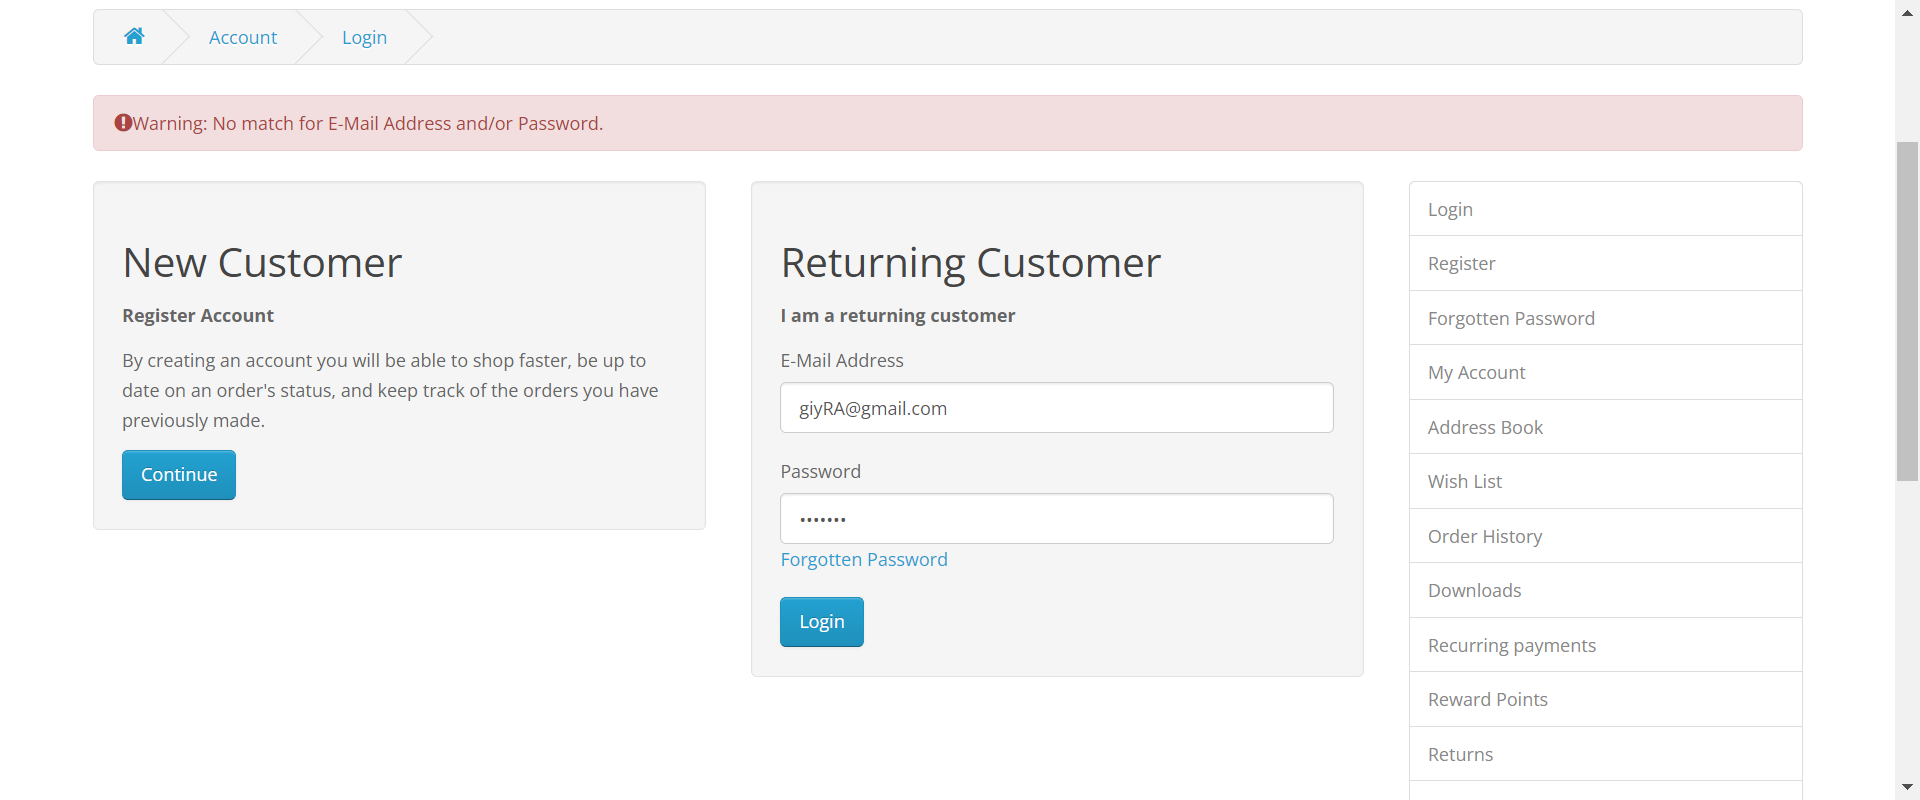 Account
Login
Warning: No match for E-Mail Address and/or Password.
New Customer
Register Account
By creating an account you will be able to shop faster, be up to
date on an order's status, and keep track of the orders you have
previously made.
Continue
Returning Customer
I am a returning customer
E-Mail Address
giyRA@gmail.com
Password
•••••••
Forgotten Password
Login
Login
Register
Forgotten Password
My Account
Address Book
Wish List
Order History
Downloads
Recurring payments
Reward Points
Returns